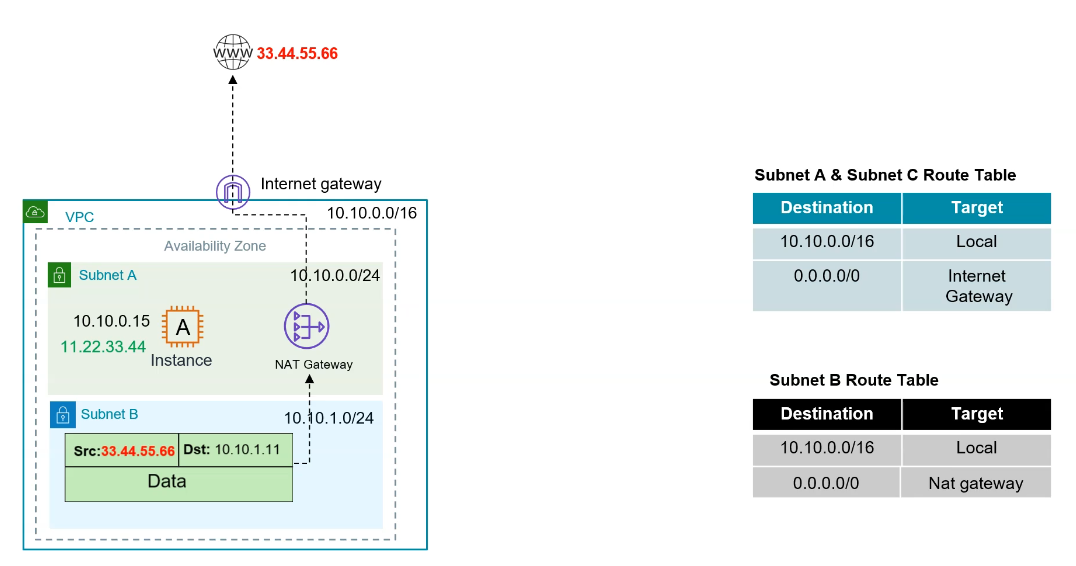 WWW 33.44.55.66
Internet gateway
VPC
10.10.0.0/16
Availability Zone
Subnet A
10.10.0.0/24
10.10.0.15
A
11.22.33.44
Instance
NAT Gateway
Subnet B
10.10.1.0/24
Src:33.44.55.66 Dst: 10.10.1.11
Data
Subnet A & Subnet C Route Table
Destination Target
10.10.0.0/16 Local
0.0.0.0/0 Internet
Gateway
Subnet B Route Table
Destination Target
10.10.0.0/16 Local
0.0.0.0/0 Nat gateway